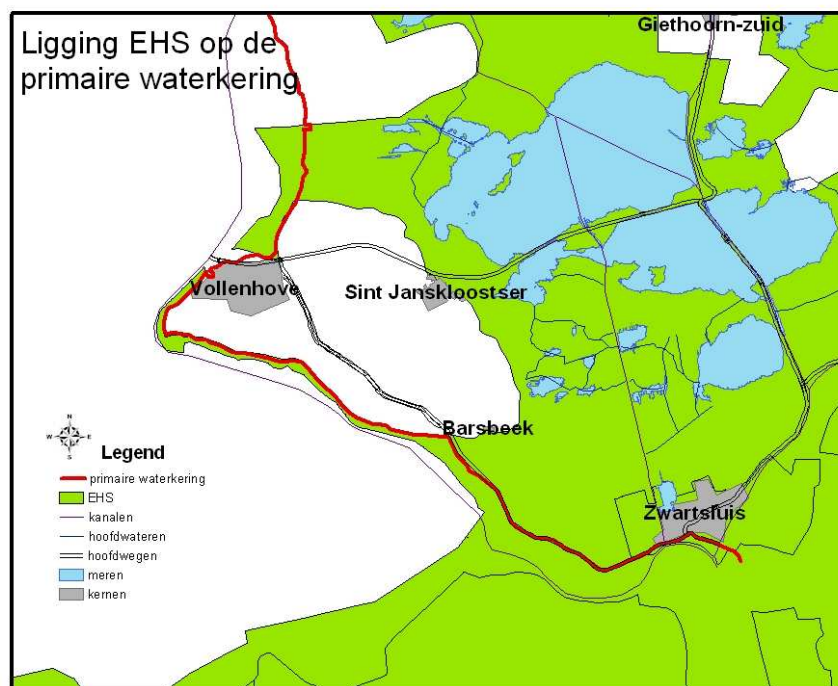 Ligging EHS op de
primaire waterkering
Giethoorn-zuid
Vollenhove
Sint Janskloostser
Barsbeek
Zwartsluis
N
W E
S
Legend
primaire waterkering
EHS
kanalen
hoofdwateren
hoofdwegen
meren
kernen